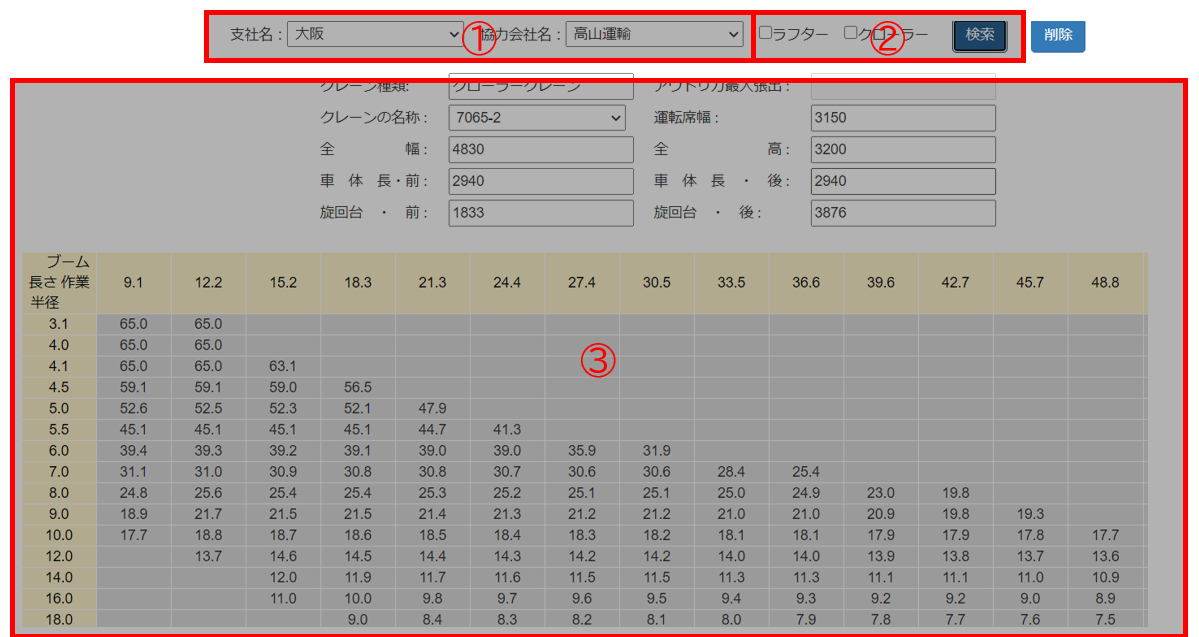 支社名： 大阪 ① 協力会社名： 高山運輸 ラフター ② クローラー 検索 削除
クレーン種類: クローラークレーン アウトリガ最大張出：
クレーンの名称： 7065-2 運転席幅： 3150
全 幅： 4830 全 高： 3200
車 体 長・前： 2940 車 体 長 ・ 後： 2940
旋回台 ・ 前： 1833 旋回台 ・ 後： 3876
ブーム
長さ 作業 9.1 12.2 15.2 18.3 21.3 24.4 27.4 30.5 33.5 36.6 39.6 42.7 45.7 48.8
半径
3.1 65.0 65.0
4.0 65.0 65.0
4.1 65.0 65.0 63.1 ③
4.5 59.1 59.1 59.0 56.5
5.0 52.6 52.5 52.3 52.1 47.9
5.5 45.1 45.1 45.1 45.1 44.7 41.3
6.0 39.4 39.3 39.2 39.1 39.0 39.0 35.9 31.9
7.0 31.1 31.0 30.9 30.8 30.8 30.7 30.6 30.6 28.4 25.4
8.0 24.8 25.6 25.4 25.4 25.3 25.2 25.1 25.1 25.0 24.9 23.0 19.8
9.0 18.9 21.7 21.5 21.5 21.4 21.3 21.2 21.2 21.0 21.0 20.9 19.8 19.3
10.0 17.7 18.8 18.7 18.6 18.5 18.4 18.3 18.2 18.1 18.1 17.9 17.9 17.8 17.7
12.0 13.7 14.6 14.5 14.4 14.3 14.2 14.2 14.0 14.0 13.9 13.8 13.7 13.6
14.0 12.0 11.9 11.7 11.6 11.5 11.5 11.3 11.3 11.1 11.1 11.0 10.9
16.0 11.0 10.0 9.8 9.7 9.6 9.5 9.4 9.3 9.2 9.2 9.0 8.9
18.0 9.0 8.4 8.3 8.2 8.1 8.0 7.9 7.8 7.7 7.6 7.5